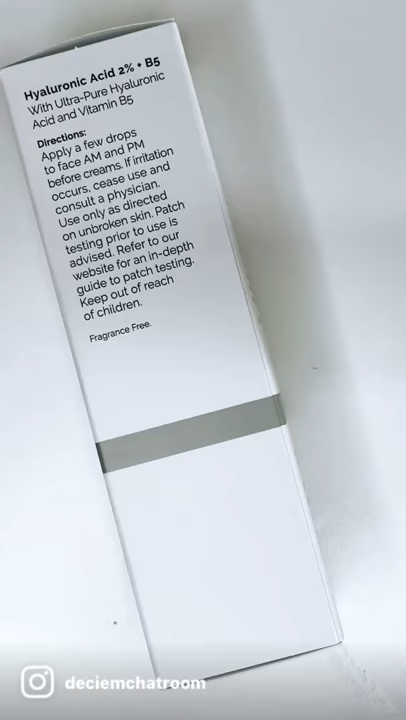 Hyaluronic Acid 2% + B5
With Ultra-Pure Hyaluronic
Acid and Vitamin B5
Directions:
Apply a few drops
to face AM and PM
before creams. If irritation
occurs, cease use and
consult a physician.
Use only as directed
on unbroken skin. Patch
testing prior to use is
advised. Refer to our
website for an in-depth
guide to patch testing.
Keep out of reach
of children.
Fragrance Free.
deciemchatroom